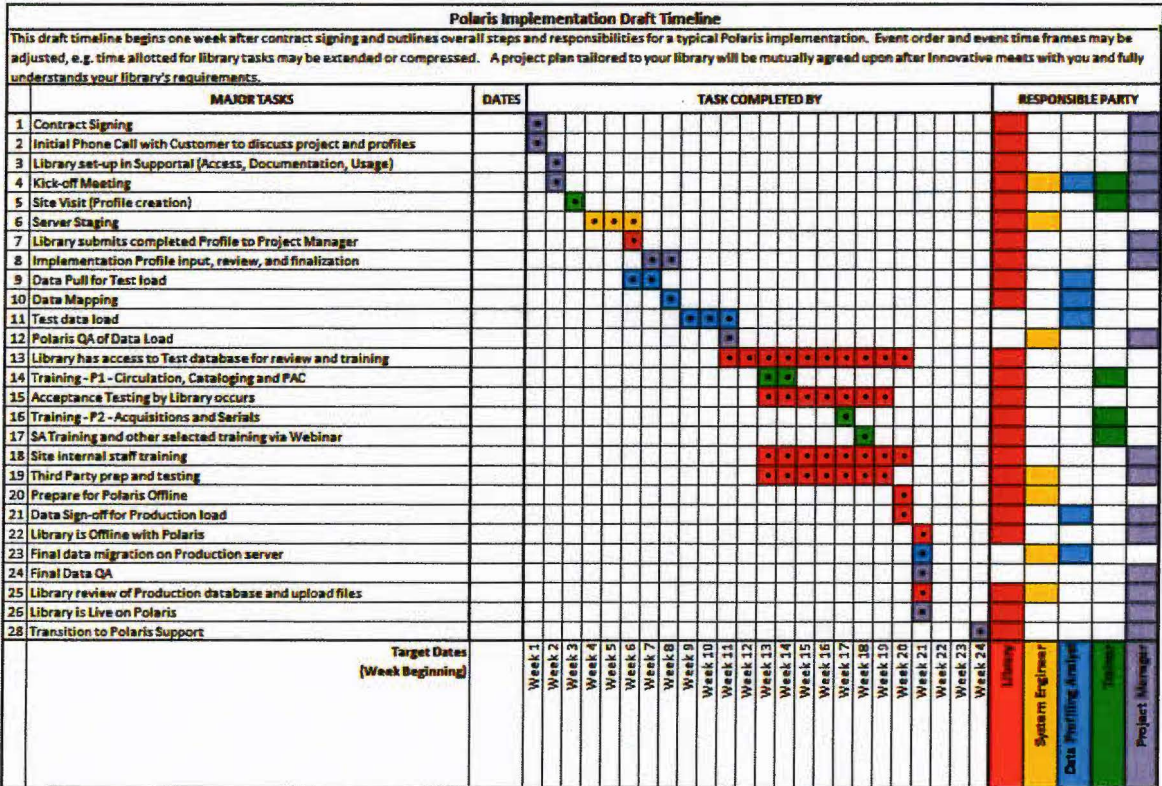 Polaris Implementation Draft Timeline
This draft timeline begins one week after contract signing and outlines overall steps and responsibilities for a typical Polaris implementation. Event order and event time frames may be
adjusted, e.g. time allotted for library tasks may be extended or compressed. A project plan tailored to your library will be mutually agreed upon after Innovative meets with you and fully
understands your library's requirements.
MAJOR TASKS DATES TASK COMPLETED BY RESPONSIBLE PARTY
1 Contract Signing
2 Initial Phone Call with Customer to discuss project and profiles
3 Library set-up in Supportal (Access, Documentation, Usage)
4 Kick-off Meeting
5 Site Visit (Profile creation)
6 Server Staging
7 Library submits completed Profile to Project Manager
8 Implementation Profile input, review, and finalization
9 Data Pull for Test load
10 Data Mapping
11 Test data load
12 Polaris QA of Data Load
13 Library has access to Test database for review and training
14 Training - P1 - Circulation, Cataloging and PAC
15 Acceptance Testing by Library occurs
16 Training - P2 - Acquisitions and Serials
17 SA Training and other selected training via Webinar
18 Site internal staff training
19 Third Party prep and testing
20 Prepare for Polaris Offline
21 Data Sign-off for Production load
22 Library is Offline with Polaris
23 Final data migration on Production server
24 Final Data QA
25 Library review of Production database and upload files
26 Library is Live on Polaris
28 Transition to Polaris Support
Target Dates
(Week Beginning)
Week 1
Week 2
Week 3
Week 4
Week 5
Week 6
Week 7
Week 8
Week 9
Week 10
Week 11
Week 12
Week 13
Week 14
Week 15
Week 16
Week 17
Week 18
Week 19
Week 20
Week 21
Week 22
Week 23
Week 24
Library
System Engineer
Data Profiling Analyst
Trainer
Project Manager